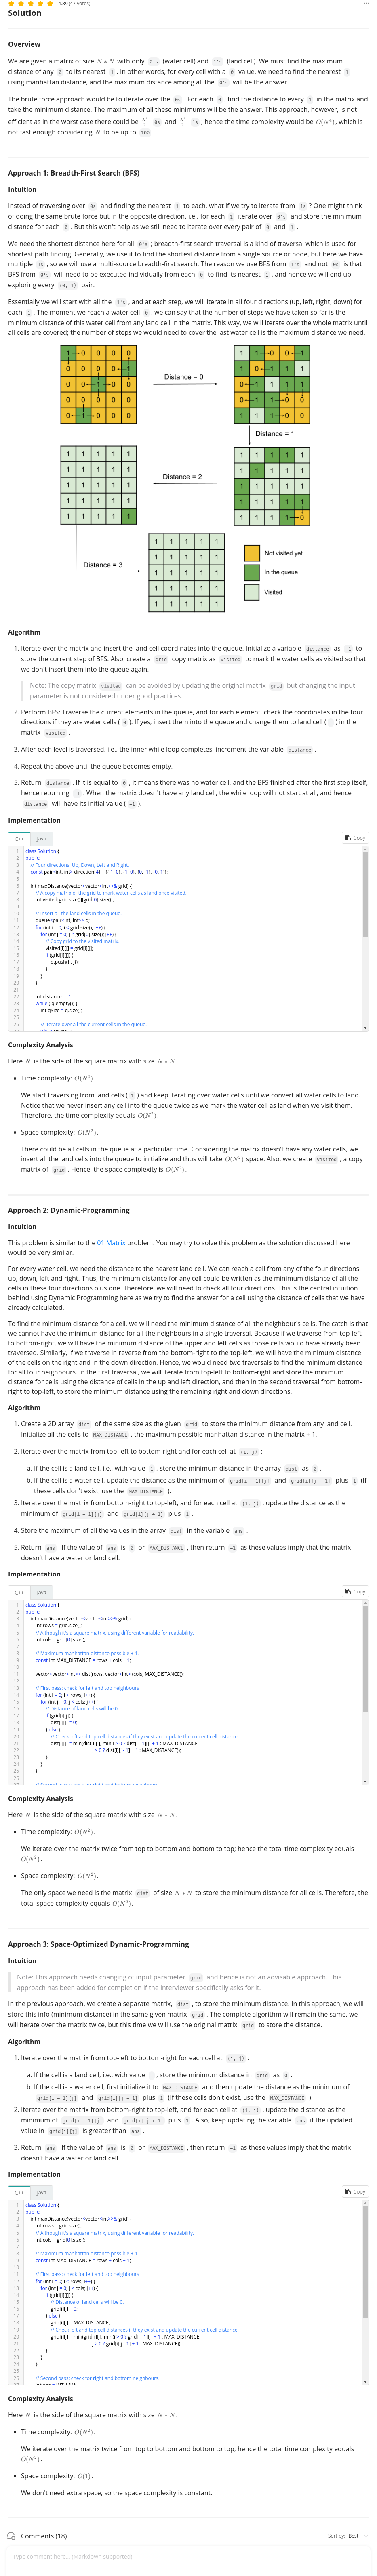 4.89 (47 votes)
Solution
Overview
We are given a matrix of size N * N with only 0's (water cell) and 1's (land cell). We must find the maximum
distance of any 0 to its nearest 1. In other words, for every cell with a 0 value, we need to find the nearest 1
using manhattan distance, and the maximum distance among all the 0's will be the answer.
The brute force approach would be to iterate over the 0s. For each 0, find the distance to every 1 in the matrix and
take the minimum distance. The maximum of all these minimums will be the answer. This approach, however, is not
efficient as in the worst case there could be N²/2 0s and N²/2 1s; hence the time complexity would be O(N⁴), which is
not fast enough considering N to be up to 100.
Approach 1: Breadth-First Search (BFS)
Intuition
Instead of traversing over 0s and finding the nearest 1 to each, what if we try to iterate from 1s? One might think
of doing the same brute force but in the opposite direction, i.e., for each 1 iterate over 0's and store the minimum
distance for each 0. But this won't help as we still need to iterate over every pair of 0 and 1.
We need the shortest distance here for all 0's; breadth-first search traversal is a kind of traversal which is used for
shortest path finding. Generally, we use it to find the shortest distance from a single source or node, but here we have
multiple 1s, so we will use a multi-source breadth-first search. The reason we use BFS from 1's and not 0s is that
BFS from 0's will need to be executed individually from each 0 to find its nearest 1, and hence we will end up
exploring every (0, 1) pair.
Essentially we will start with all the 1's, and at each step, we will iterate in all four directions (up, down, left, right) for
each 1. The moment we reach a water cell 0, we can say that the number of steps we have taken so far is the
minimum distance of this water cell from any land cell in the matrix. This way, we will iterate over the whole matrix until
all cells are covered; the number of steps we would need to cover the last water cell is the maximum distance we need.
Distance = 0
Distance = 1
Distance = 2
Distance = 3
Not visited yet
In the queue
Visited
Algorithm
1. Iterate over the matrix and insert the land cell coordinates into the queue. Initialize a variable distance as -1 to
store the current step of BFS. Also, create a grid copy matrix as visited to mark the water cells as visited so that
we don't insert them into the queue again.
Note: The copy matrix visited can be avoided by updating the original matrix grid but changing the input
parameter is not considered under good practices.
2. Perform BFS: Traverse the current elements in the queue, and for each element, check the coordinates in the four
directions if they are water cells (0). If yes, insert them into the queue and change them to land cell (1) in the
matrix visited.
3. After each level is traversed, i.e., the inner while loop completes, increment the variable distance.
4. Repeat the above until the queue becomes empty.
5. Return distance. If it is equal to 0, it means there was no water cell, and the BFS finished after the first step itself,
hence returning -1. When the matrix doesn't have any land cell, the while loop will not start at all, and hence
distance will have its initial value (-1).
Implementation
C++ Java Copy
1 class Solution {
2 public:
3 // Four directions: Up, Down, Left and Right.
4 const pair<int, int> direction[4] = {{-1, 0}, {1, 0}, {0, -1}, {0, 1}};
5
6 int maxDistance(vector<vector<int>>& grid) {
7 // A copy matrix of the grid to mark water cells as land once visited.
8 int visited[grid.size()][grid[0].size()];
9
10 // Insert all the land cells in the queue.
11 queue<pair<int, int>> q;
12 for (int i = 0; i < grid.size(); i++) {
13 for (int j = 0; j < grid[0].size(); j++) {
14 // Copy grid to the visited matrix.
15 visited[i][j] = grid[i][j];
16 if (grid[i][j]) {
17 q.push({i, j});
18 }
19 }
20 }
21
22 int distance = -1;
23 while (!q.empty()) {
24 int qSize = q.size();
25
26 // Iterate over all the current cells in the queue.
Complexity Analysis
Here N is the side of the square matrix with size N * N.
• Time complexity: O(N²).
We start traversing from land cells (1) and keep iterating over water cells until we convert all water cells to land.
Notice that we never insert any cell into the queue twice as we mark the water cell as land when we visit them.
Therefore, the time complexity equals O(N²).
• Space complexity: O(N²).
There could be all cells in the queue at a particular time. Considering the matrix doesn't have any water cells, we
insert all the land cells into the queue to initialize and thus will take O(N²) space. Also, we create visited, a copy
matrix of grid. Hence, the space complexity is O(N²).
Approach 2: Dynamic-Programming
Intuition
This problem is similar to the 01 Matrix problem. You may try to solve this problem as the solution discussed here
would be very similar.
For every water cell, we need the distance to the nearest land cell. We can reach a cell from any of the four directions:
up, down, left and right. Thus, the minimum distance for any cell could be written as the minimum distance of all the
cells in these four directions plus one. Therefore, we will need to check all four directions. This is the central intuition
behind using Dynamic Programming here as we try to find the answer for a cell using the distance of cells that we have
already calculated.
To find the minimum distance for a cell, we will need the minimum distance of all the neighbour's cells. The catch is that
we cannot have the minimum distance for all the neighbours in a single traversal. Because if we traverse from top-left
to bottom-right, we will have the minimum distance of the upper and left cells as those would have already been
traversed. Similarly, if we traverse in reverse from the bottom-right to the top-left, we will have the minimum distance
of the cells on the right and in the down direction. Hence, we would need two traversals to find the minimum distance
for all four neighbours. In the first traversal, we will iterate from top-left to bottom-right and store the minimum
distance for cells using the distance cells in the up and left direction, and then in the second traversal from bottom-
right to top-left, to store the minimum distance using the remaining right and down directions.
Algorithm
1. Create a 2D array dist of the same size as the given grid to store the minimum distance from any land cell.
Initialize all the cells to MAX_DISTANCE, the maximum possible manhattan distance in the matrix + 1.
2. Iterate over the matrix from top-left to bottom-right and for each cell at (i, j):
a. If the cell is a land cell, i.e., with value 1, store the minimum distance in the array dist as 0.
b. If the cell is a water cell, update the distance as the minimum of grid[i - 1][j] and grid[i][j - 1] plus 1 (If
these cells don't exist, use the MAX_DISTANCE).
3. Iterate over the matrix from bottom-right to top-left, and for each cell at (i, j), update the distance as the
minimum of grid[i + 1][j] and grid[i][j + 1] plus 1.
4. Store the maximum of all the values in the array dist in the variable ans.
5. Return ans. If the value of ans is 0 or MAX_DISTANCE, then return -1 as these values imply that the matrix
doesn't have a water or land cell.
Implementation
C++ Java Copy
1 class Solution {
2 public:
3 int maxDistance(vector<vector<int>>& grid) {
4 int rows = grid.size();
5 // Although it's a square matrix, using different variable for readability.
6 int cols = grid[0].size();
7
8 // Maximum manhattan distance possible + 1.
9 const int MAX_DISTANCE = rows + cols + 1;
10
11 vector<vector<int>> dist(rows, vector<int> (cols, MAX_DISTANCE));
12
13 // First pass: check for left and top neighbours
14 for (int i = 0; i < rows; i++) {
15 for (int j = 0; j < cols; j++) {
16 // Distance of land cells will be 0.
17 if (grid[i][j]) {
18 dist[i][j] = 0;
19 } else {
20 // Check left and top cell distances if they exist and update the current cell distance.
21 dist[i][j] = min(dist[i][j], min(i > 0 ? dist[i - 1][j] + 1 : MAX_DISTANCE,
22 j > 0 ? dist[i][j - 1] + 1 : MAX_DISTANCE));
23 }
24 }
25 }
26
Complexity Analysis
Here N is the side of the square matrix with size N * N.
• Time complexity: O(N²).
We iterate over the matrix twice from top to bottom and bottom to top; hence the total time complexity equals
O(N²).
• Space complexity: O(N²).
The only space we need is the matrix dist of size N * N to store the minimum distance for all cells. Therefore, the
total space complexity equals O(N²).
Approach 3: Space-Optimized Dynamic-Programming
Intuition
Note: This approach needs changing of input parameter grid and hence is not an advisable approach. This
approach has been added for completion if the interviewer specifically asks for it.
In the previous approach, we create a separate matrix, dist, to store the minimum distance. In this approach, we will
store this info (minimum distance) in the same given matrix grid. The complete algorithm will remain the same, we
will iterate over the matrix twice, but this time we will use the original matrix grid to store the distance.
Algorithm
1. Iterate over the matrix from top-left to bottom-right for each cell at (i, j):
a. If the cell is a land cell, i.e., with value 1, store the minimum distance in grid as 0.
b. If the cell is a water cell, first initialize it to MAX_DISTANCE and then update the distance as the minimum of
grid[i - 1][j] and grid[i][j - 1] plus 1 (If these cells don't exist, use the MAX_DISTANCE).
2. Iterate over the matrix from bottom-right to top-left, and for each cell at (i, j), update the distance as the
minimum of grid[i + 1][j] and grid[i][j + 1] plus 1. Also, keep updating the variable ans if the updated
value in grid[i][j] is greater than ans.
3. Return ans. If the value of ans is 0 or MAX_DISTANCE, then return -1 as these values imply that the matrix
doesn't have a water or land cell.
Implementation
C++ Java Copy
1 class Solution {
2 public:
3 int maxDistance(vector<vector<int>>& grid) {
4 int rows = grid.size();
5 // Although it's a square matrix, using different variable for readability.
6 int cols = grid[0].size();
7
8 // Maximum manhattan distance possible + 1.
9 const int MAX_DISTANCE = rows + cols + 1;
10
11 // First pass: check for left and top neighbours
12 for (int i = 0; i < rows; i++) {
13 for (int j = 0; j < cols; j++) {
14 if (grid[i][j]) {
15 // Distance of land cells will be 0.
16 grid[i][j] = 0;
17 } else {
18 grid[i][j] = MAX_DISTANCE;
19 // Check left and top cell distances if they exist and update the current cell distance.
20 grid[i][j] = min(grid[i][j], min(i > 0 ? grid[i - 1][j] + 1 : MAX_DISTANCE,
21 j > 0 ? grid[i][j - 1] + 1 : MAX_DISTANCE));
22 }
23 }
24 }
25
26 // Second pass: check for right and bottom neighbours.
Complexity Analysis
Here N is the side of the square matrix with size N * N.
• Time complexity: O(N²).
We iterate over the matrix twice from top to bottom and bottom to top; hence the total time complexity equals
O(N²).
• Space complexity: O(1).
We don't need extra space, so the space complexity is constant.
Comments (18) Sort by: Best
Type comment here... (Markdown supported)